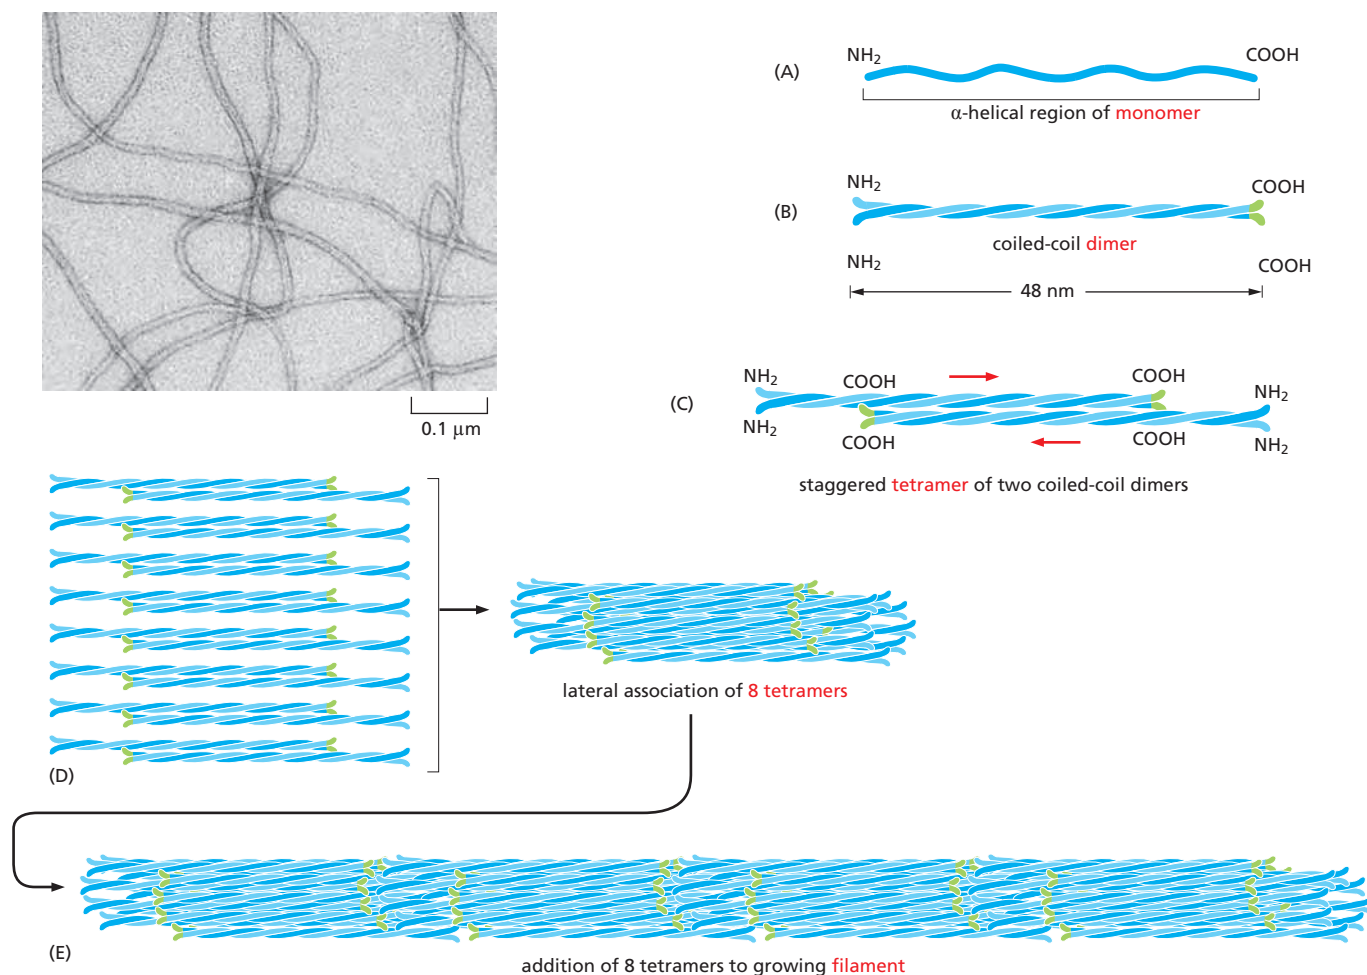 (A)
NH2
COOH
α-helical region of monomer
(B)
NH2
COOH
coiled-coil dimer
NH2
COOH
48 nm
0.1 μm
(C)
NH2
COOH
COOH
NH2
NH2
COOH
COOH
NH2
staggered tetramer of two coiled-coil dimers
(D)
lateral association of 8 tetramers
(E)
addition of 8 tetramers to growing filament